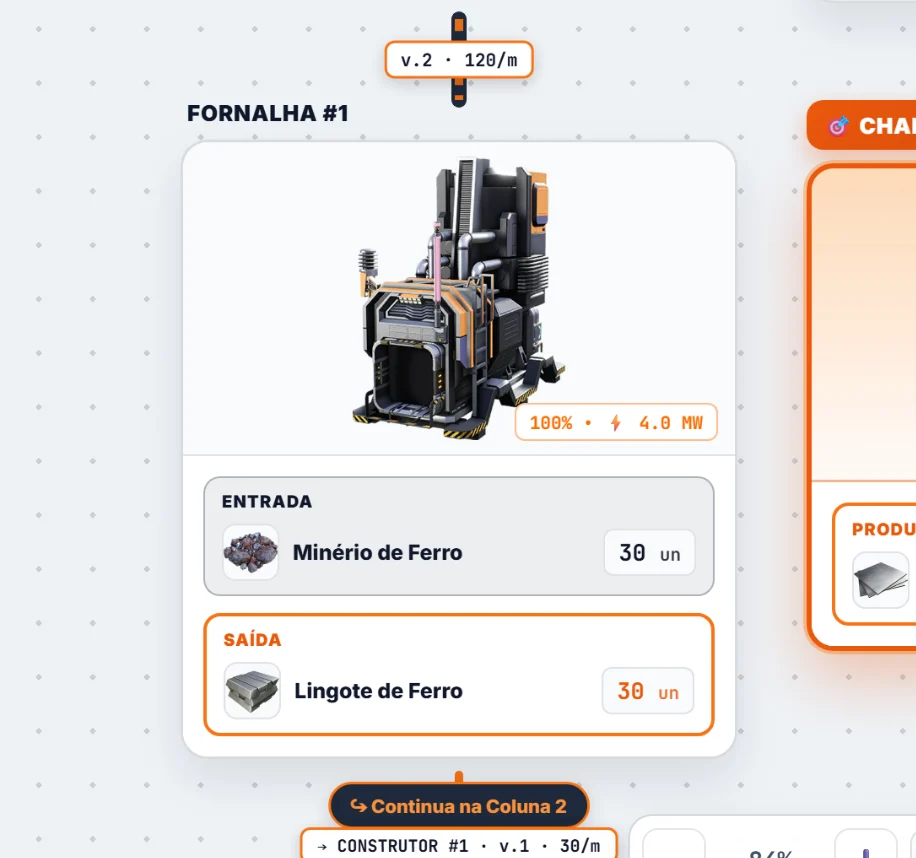 v.2 · 120/m
FORNALHA #1
100% • ⚡ 4.0 MW
ENTRADA
Minério de Ferro
30 un
SAÍDA
Lingote de Ferro
30 un
↪ Continua na Coluna 2
→ CONSTRUTOR #1 · v.1 · 30/m
PRODU